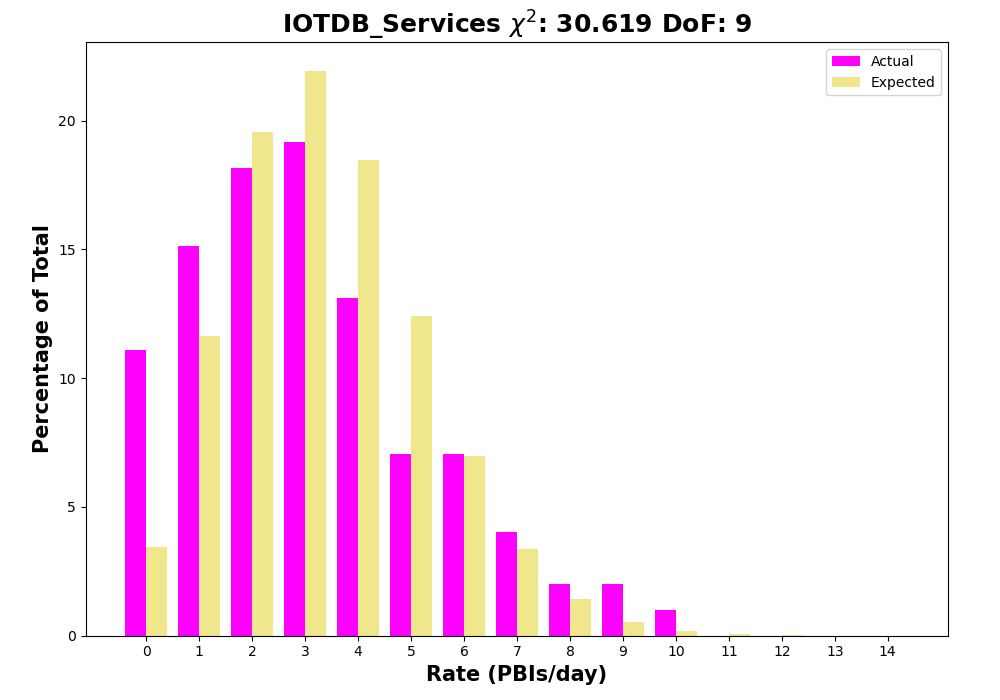 IOTDB_Services χ²: 30.619 DoF: 9
Actual
Expected
Percentage of Total
20
15
10
5
0
0 1 2 3 4 5 6 7 8 9 10 11 12 13 14
Rate (PBIs/day)